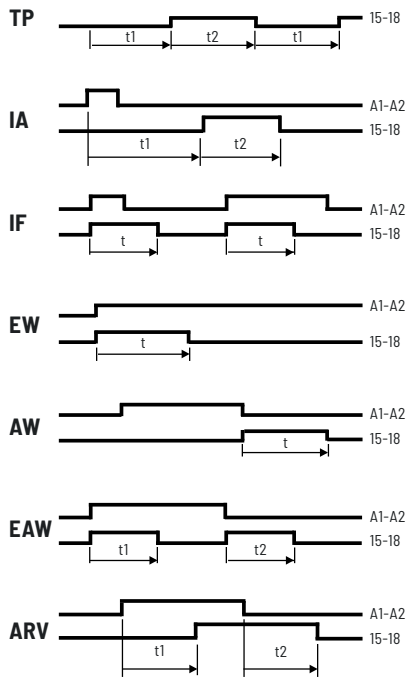 TP
15-18
t1 t2 t1
IA
A1-A2
15-18
t1 t2
IF
A1-A2
15-18
t t
EW
A1-A2
15-18
t
AW
A1-A2
15-18
t
EAW
A1-A2
15-18
t1 t2
ARV
A1-A2
15-18
t1 t2